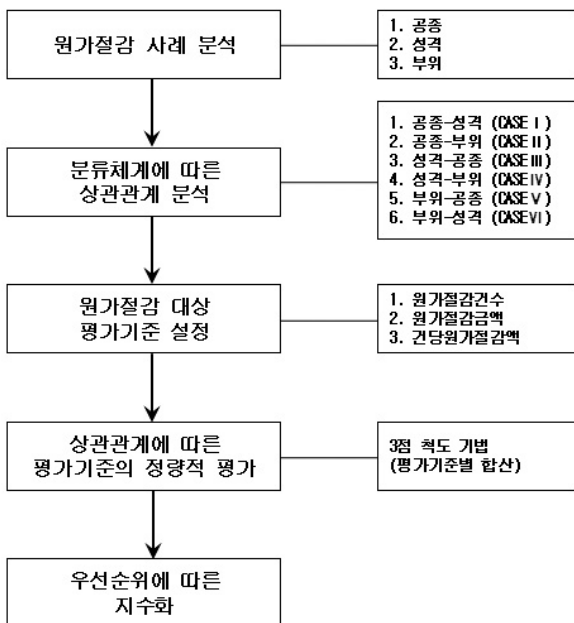 원가절감 사례 분석
1. 공종
2. 성격
3. 부위
분류체계에 따른
상관관계 분석
1. 공종-성격 (CASE I)
2. 공종-부위 (CASE II)
3. 성격-공종 (CASE III)
4. 성격-부위 (CASE IV)
5. 부위-공종 (CASE V)
6. 부위-성격 (CASE VI)
원가절감 대상
평가기준 설정
1. 원가절감건수
2. 원가절감금액
3. 건당원가절감액
상관관계에 따른
평가기준의 정량적 평가
3점 척도 기법
(평가기준별 합산)
우선순위에 따른
지수화